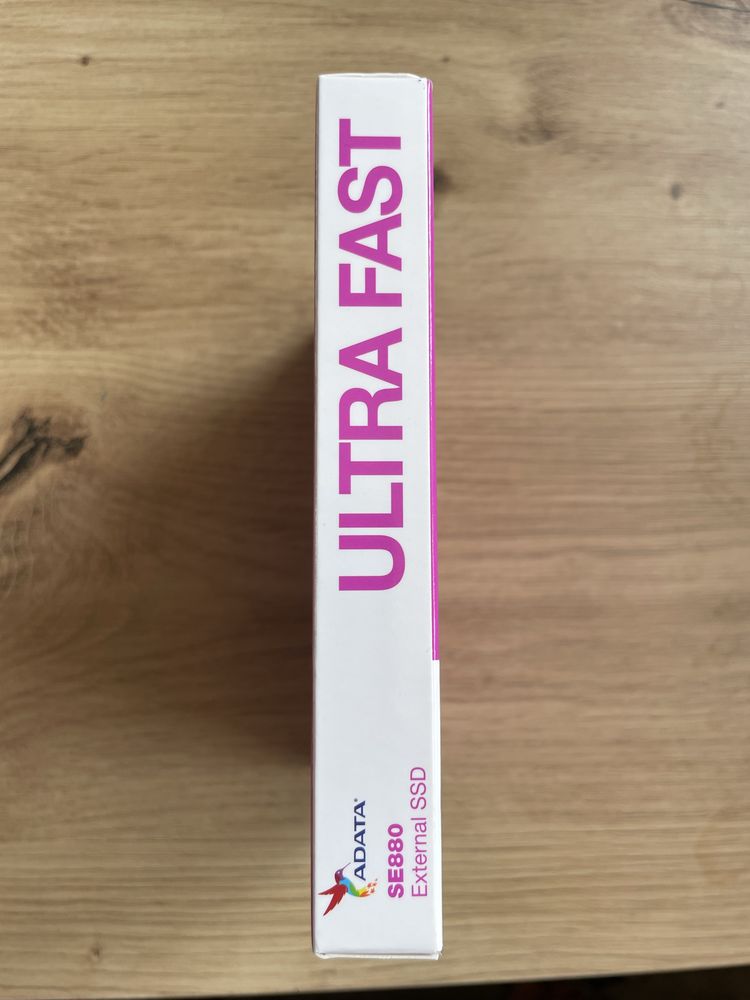 ULTRA FAST
ADATA®
SE880
External SSD